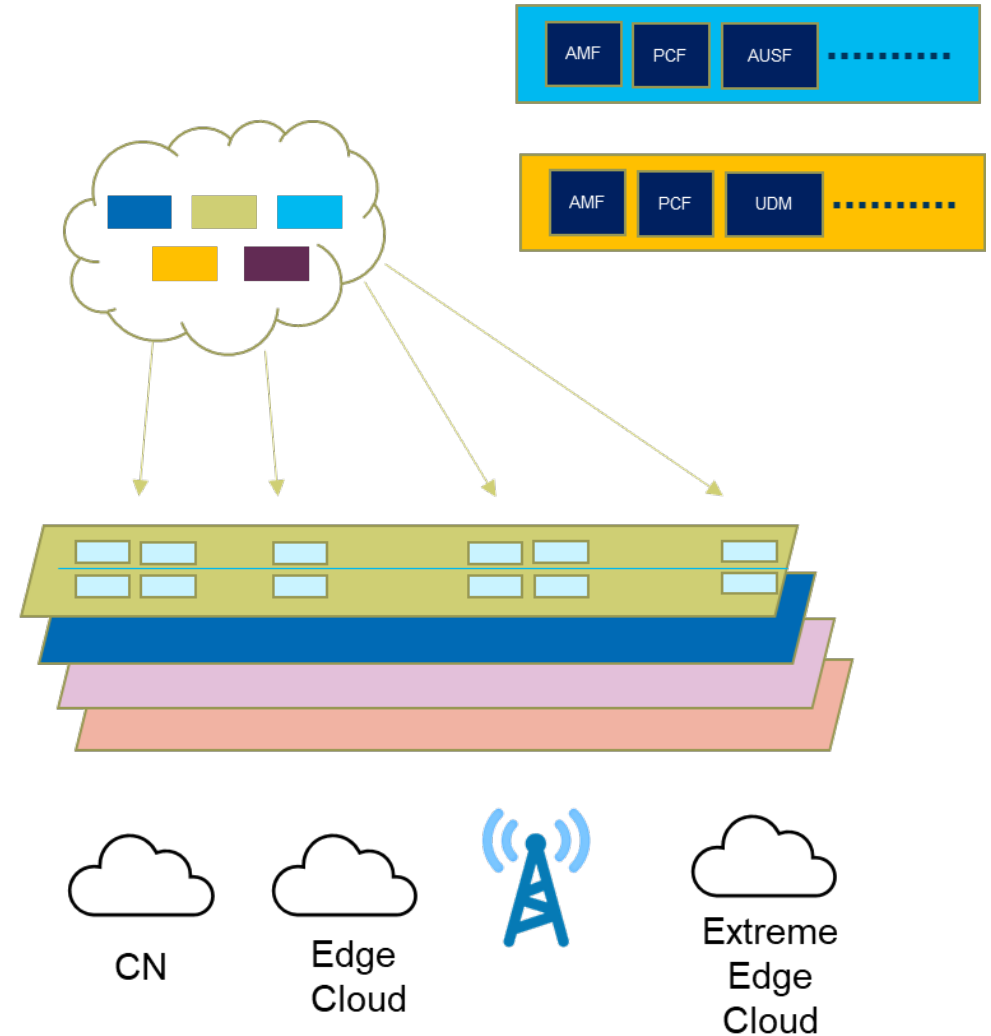 AMF PCF AUSF
AMF PCF UDM
CN
Edge
Cloud
Extreme
Edge
Cloud